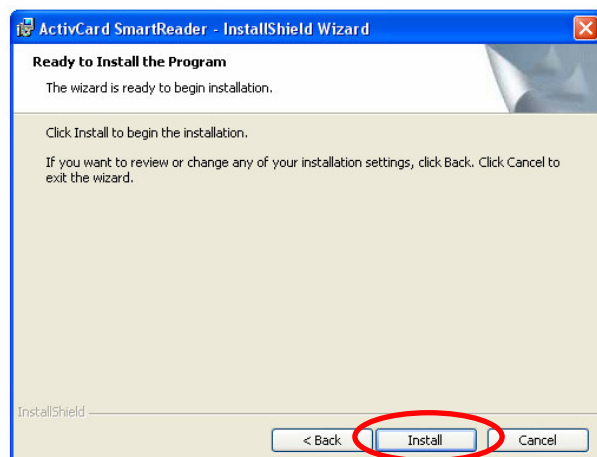 ActivCard SmartReader - InstallShield Wizard
Ready to Install the Program
The wizard is ready to begin installation.
Click Install to begin the installation.
If you want to review or change any of your installation settings, click Back. Click Cancel to
exit the wizard.
InstallShield
< Back
Install
Cancel